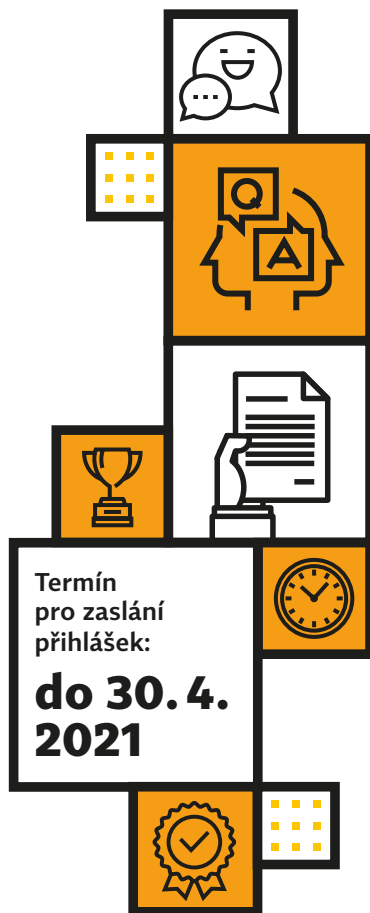 Q
A
Termín
pro zaslání
přihlášek:
do 30. 4.
2021